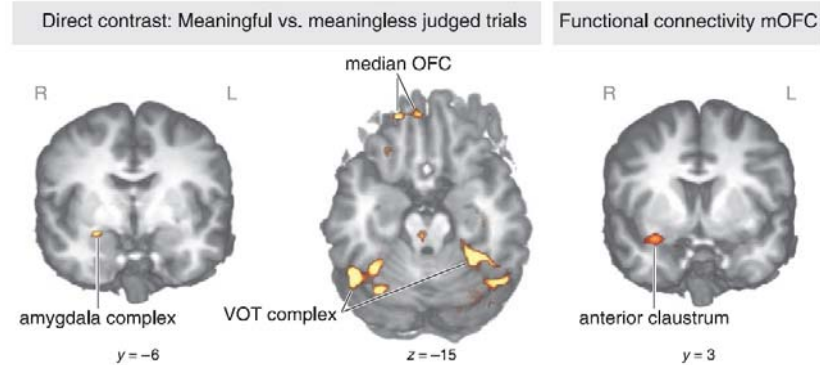 Direct contrast: Meaningful vs. meaningless judged trials
Functional connectivity mOFC
median OFC
R
L
R
L
amygdala complex
VOT complex
anterior claustrum
y = −6
z = −15
y = 3